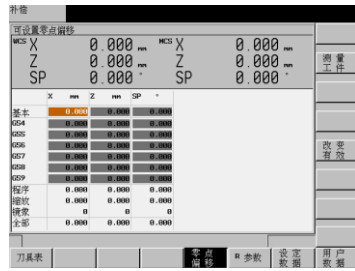 补偿
可设置零点偏移
WCS X 0.000 mm WCS X 0.000 mm
Z 0.000 mm Z 0.000 mm
SP 0.000 ° SP 0.000 °
测量工件
X mm Z mm SP °
基本 0.000 0.000 0.000
G54 0.000 0.000 0.000
G55 0.000 0.000 0.000
G56 0.000 0.000 0.000
G57 0.000 0.000 0.000
G58 0.000 0.000 0.000
G59 0.000 0.000 0.000
程序 0.000 0.000 0.000
缩放 0.000 0.000 0.000
镜象 0 0 0
全部 0.000 0.000 0.000
改变有效
刀具表 零点偏移 R 参数 设定数据 用户数据